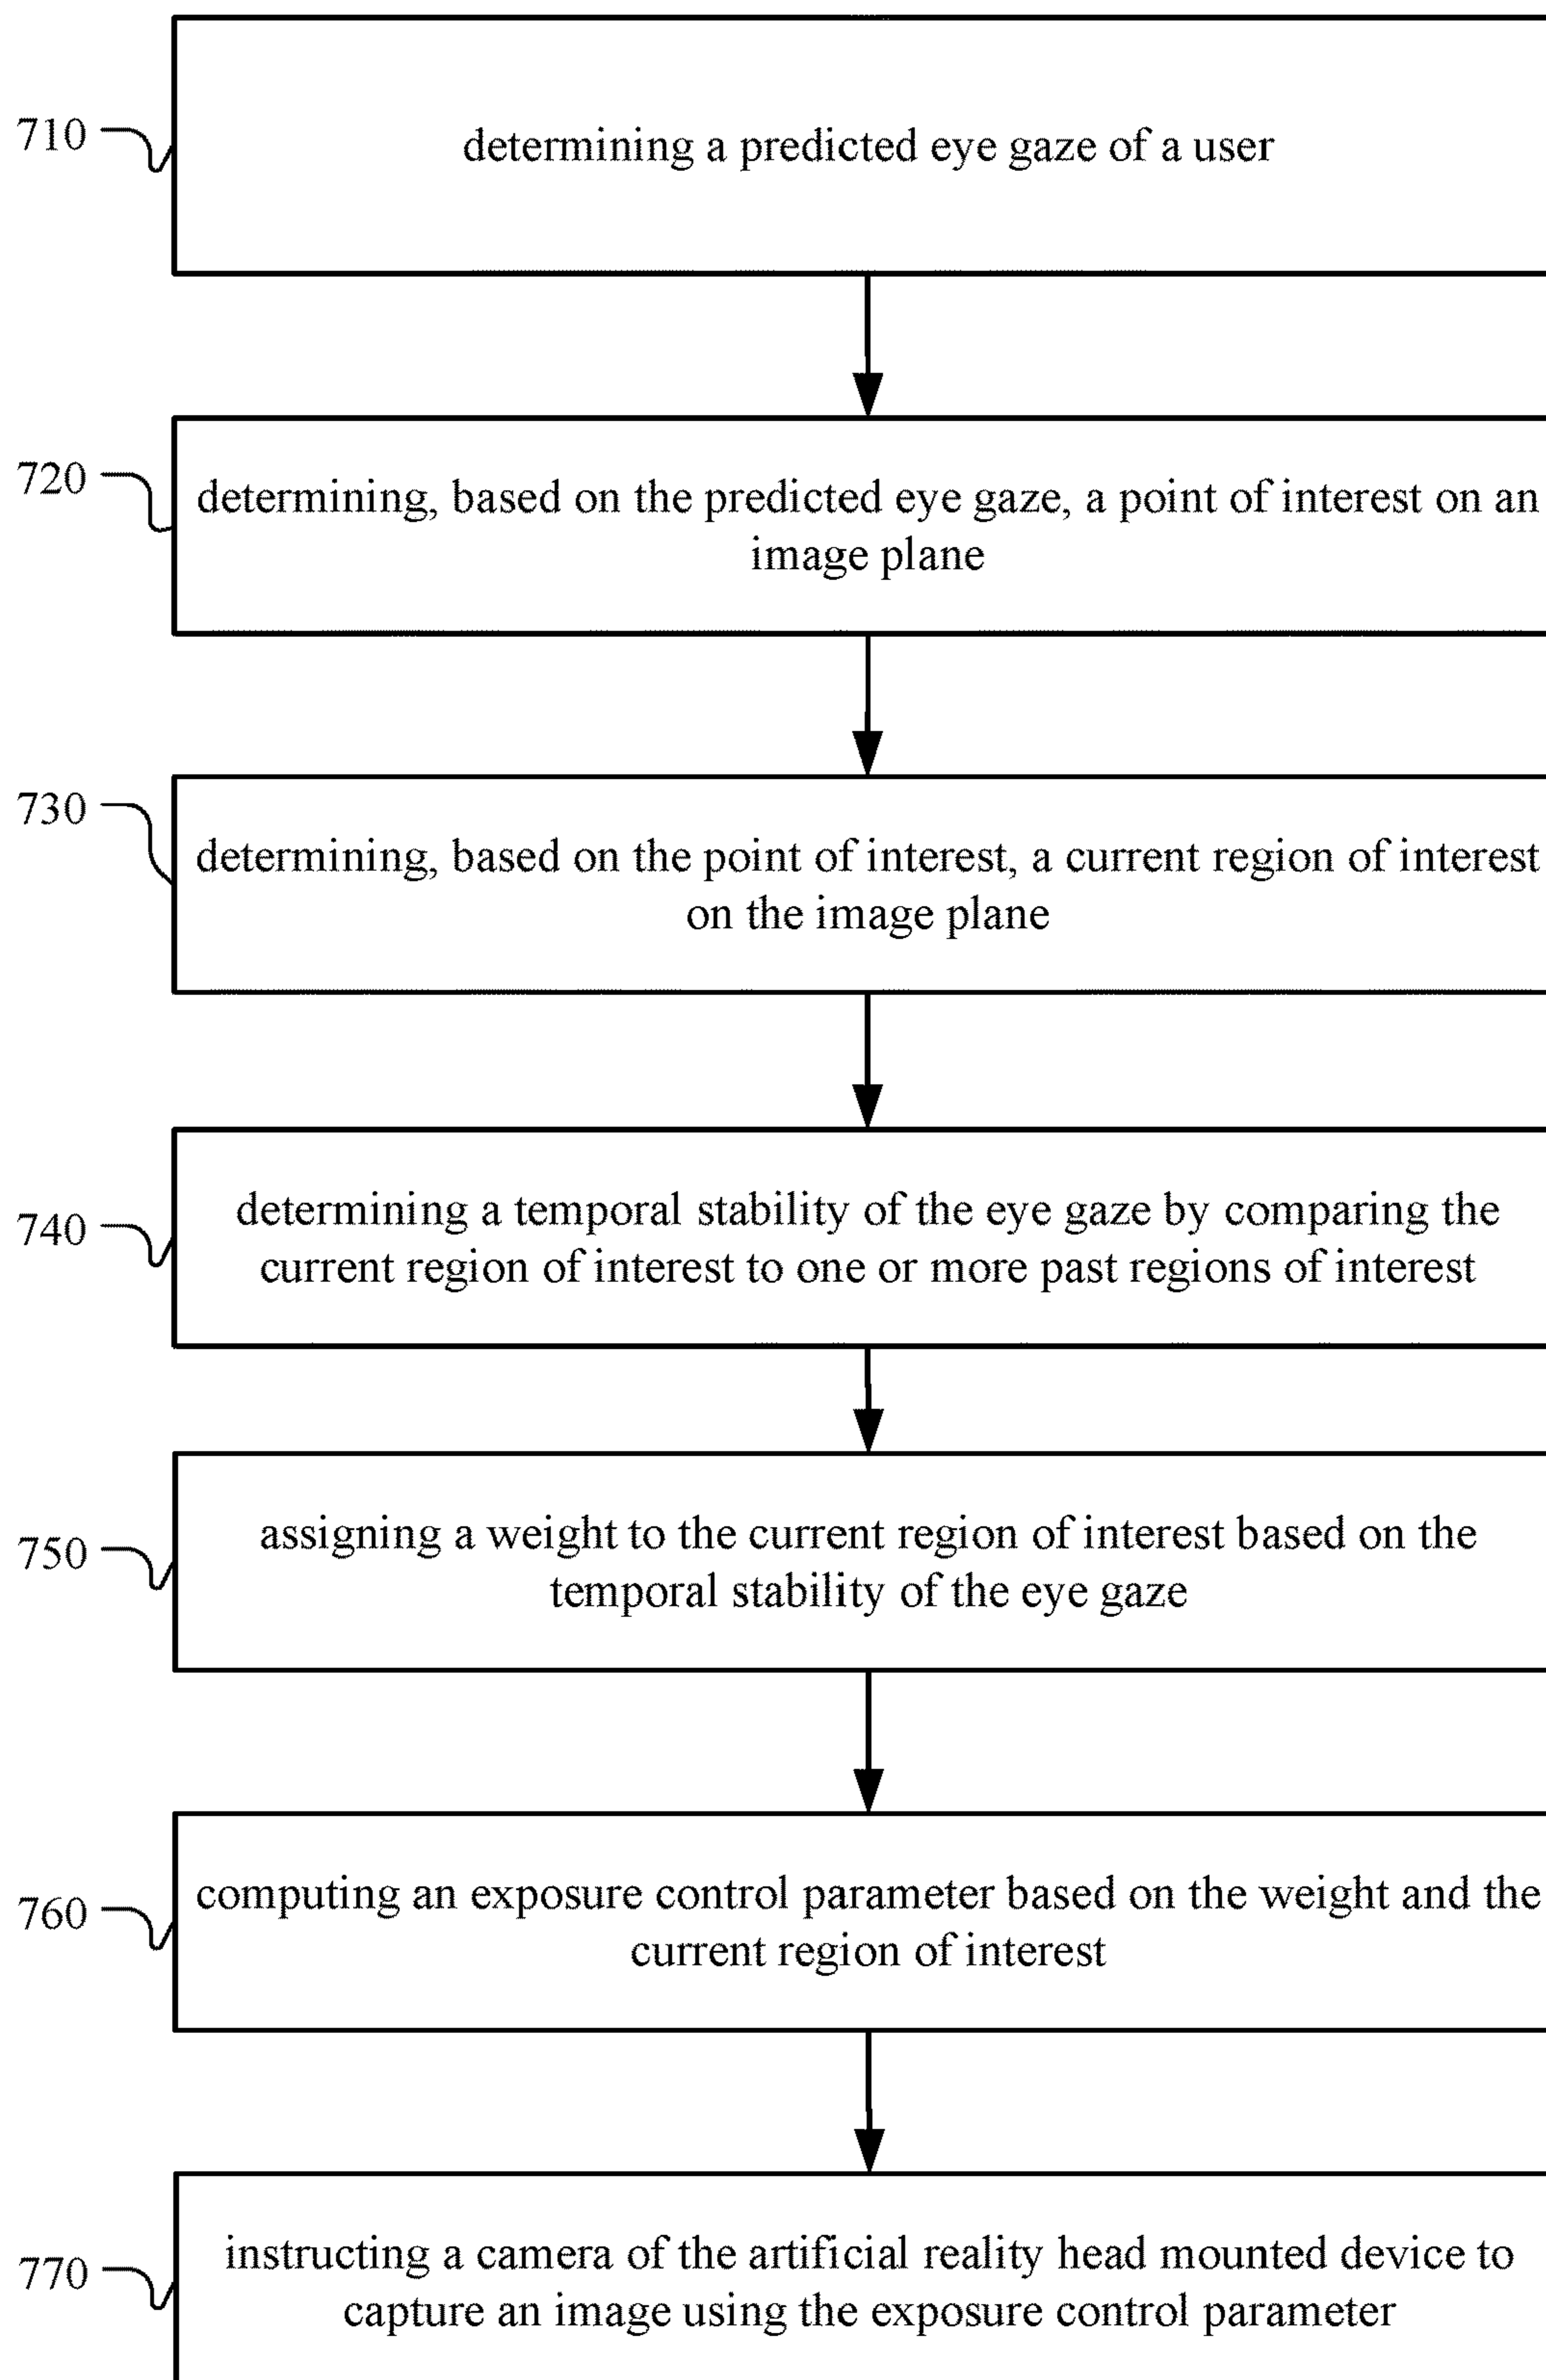 710
determining a predicted eye gaze of a user
720
determining, based on the predicted eye gaze, a point of interest on an
image plane
730
determining, based on the point of interest, a current region of interest
on the image plane
740
determining a temporal stability of the eye gaze by comparing the
current region of interest to one or more past regions of interest
750
assigning a weight to the current region of interest based on the
temporal stability of the eye gaze
760
computing an exposure control parameter based on the weight and the
current region of interest
770
instructing a camera of the artificial reality head mounted device to
capture an image using the exposure control parameter